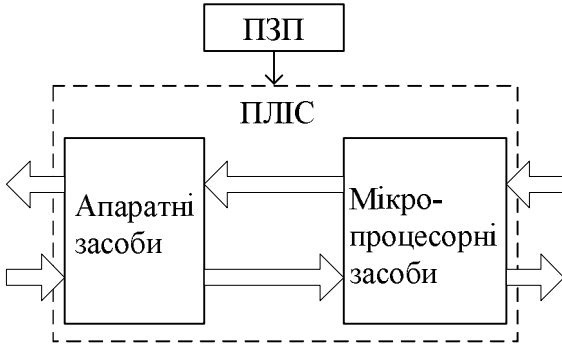 ПЗП
ПЛІС
Апаратні
засоби
Мікро-
процесорні
засоби